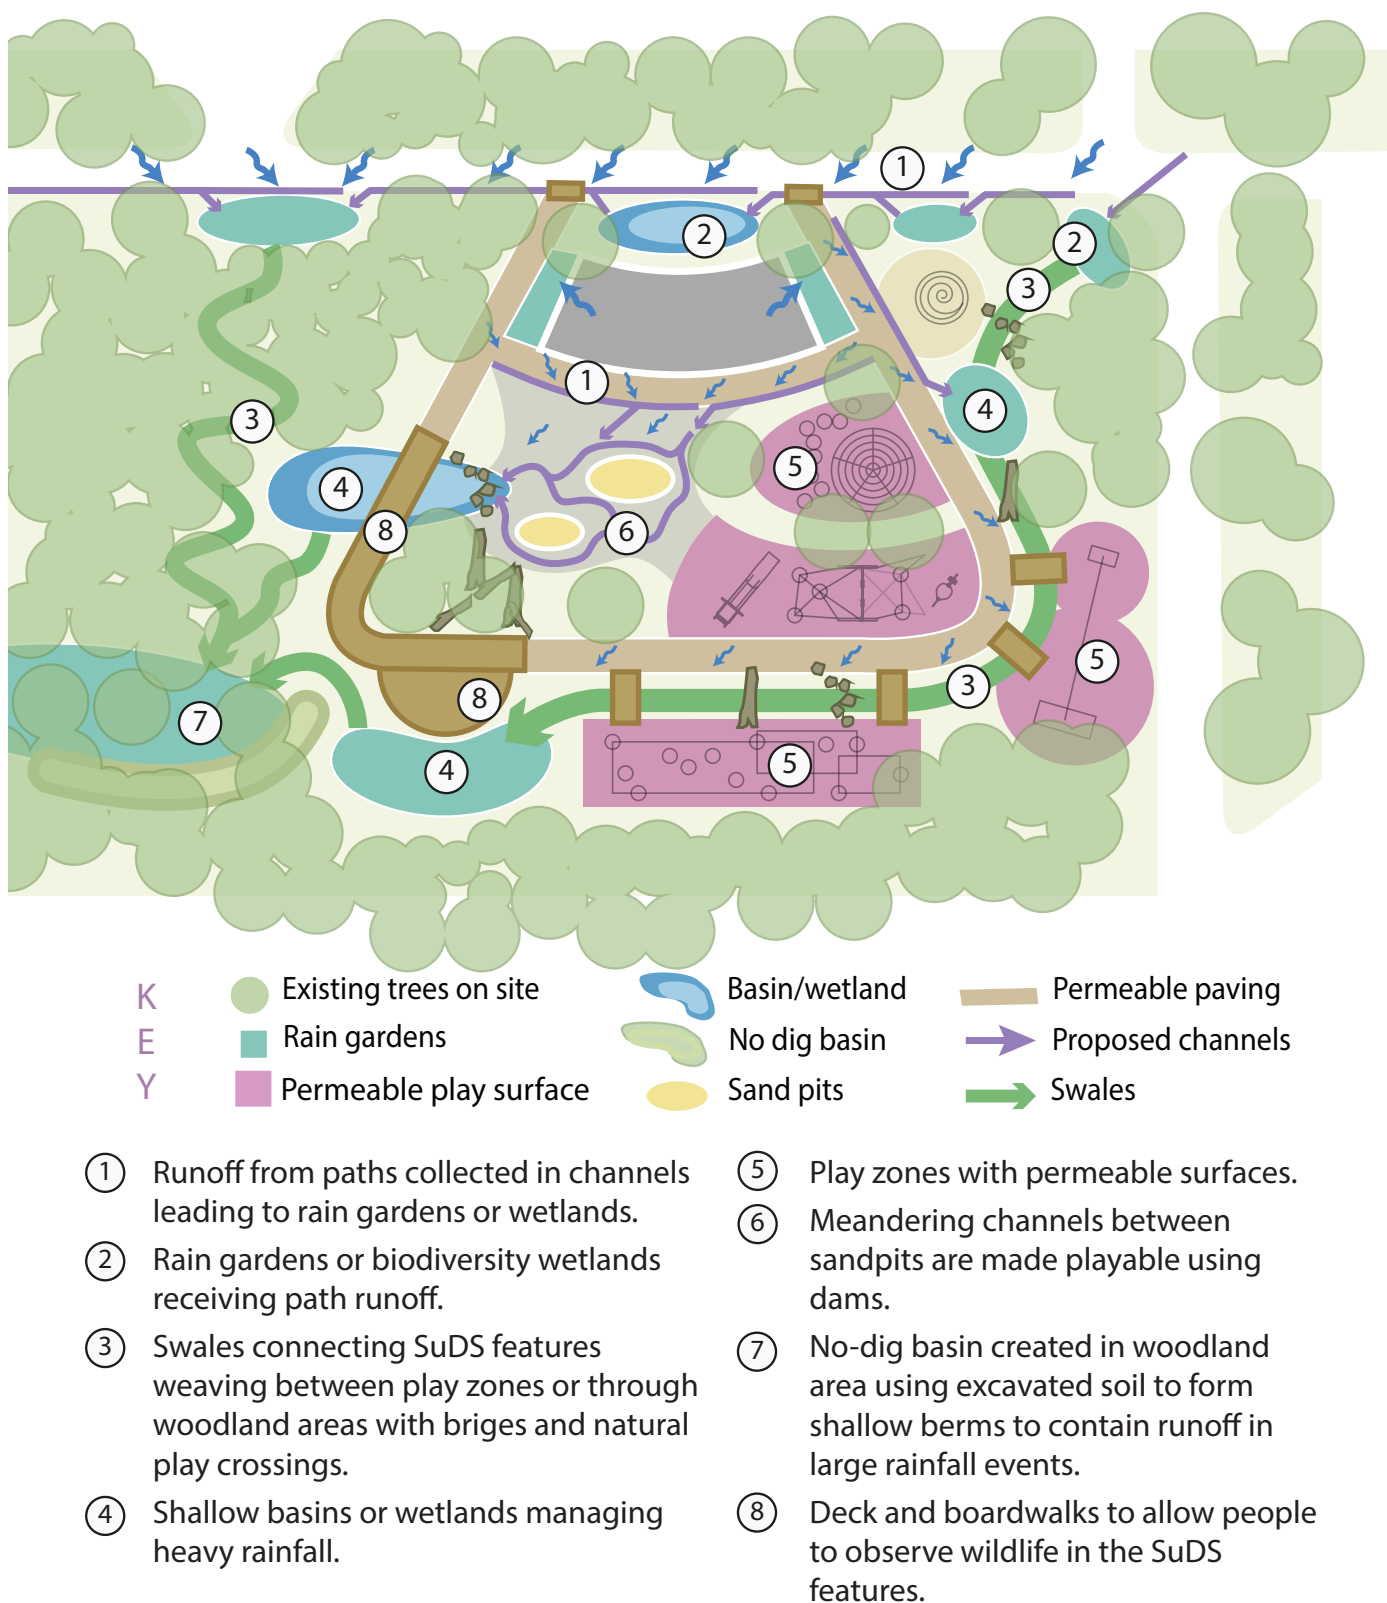 1
2
2
3
1
4
3
5
4
6
8
5
3
8
7
5
4
K
E
Y
Existing trees on site
Rain gardens
Permeable play surface
Basin/wetland
No dig basin
Sand pits
Permeable paving
Proposed channels
Swales
1 Runoff from paths collected in channels
leading to rain gardens or wetlands.
2 Rain gardens or biodiversity wetlands
receiving path runoff.
3 Swales connecting SuDS features
weaving between play zones or through
woodland areas with briges and natural
play crossings.
4 Shallow basins or wetlands managing
heavy rainfall.
5 Play zones with permeable surfaces.
6 Meandering channels between
sandpits are made playable using
dams.
7 No-dig basin created in woodland
area using excavated soil to form
shallow berms to contain runoff in
large rainfall events.
8 Deck and boardwalks to allow people
to observe wildlife in the SuDS
features.